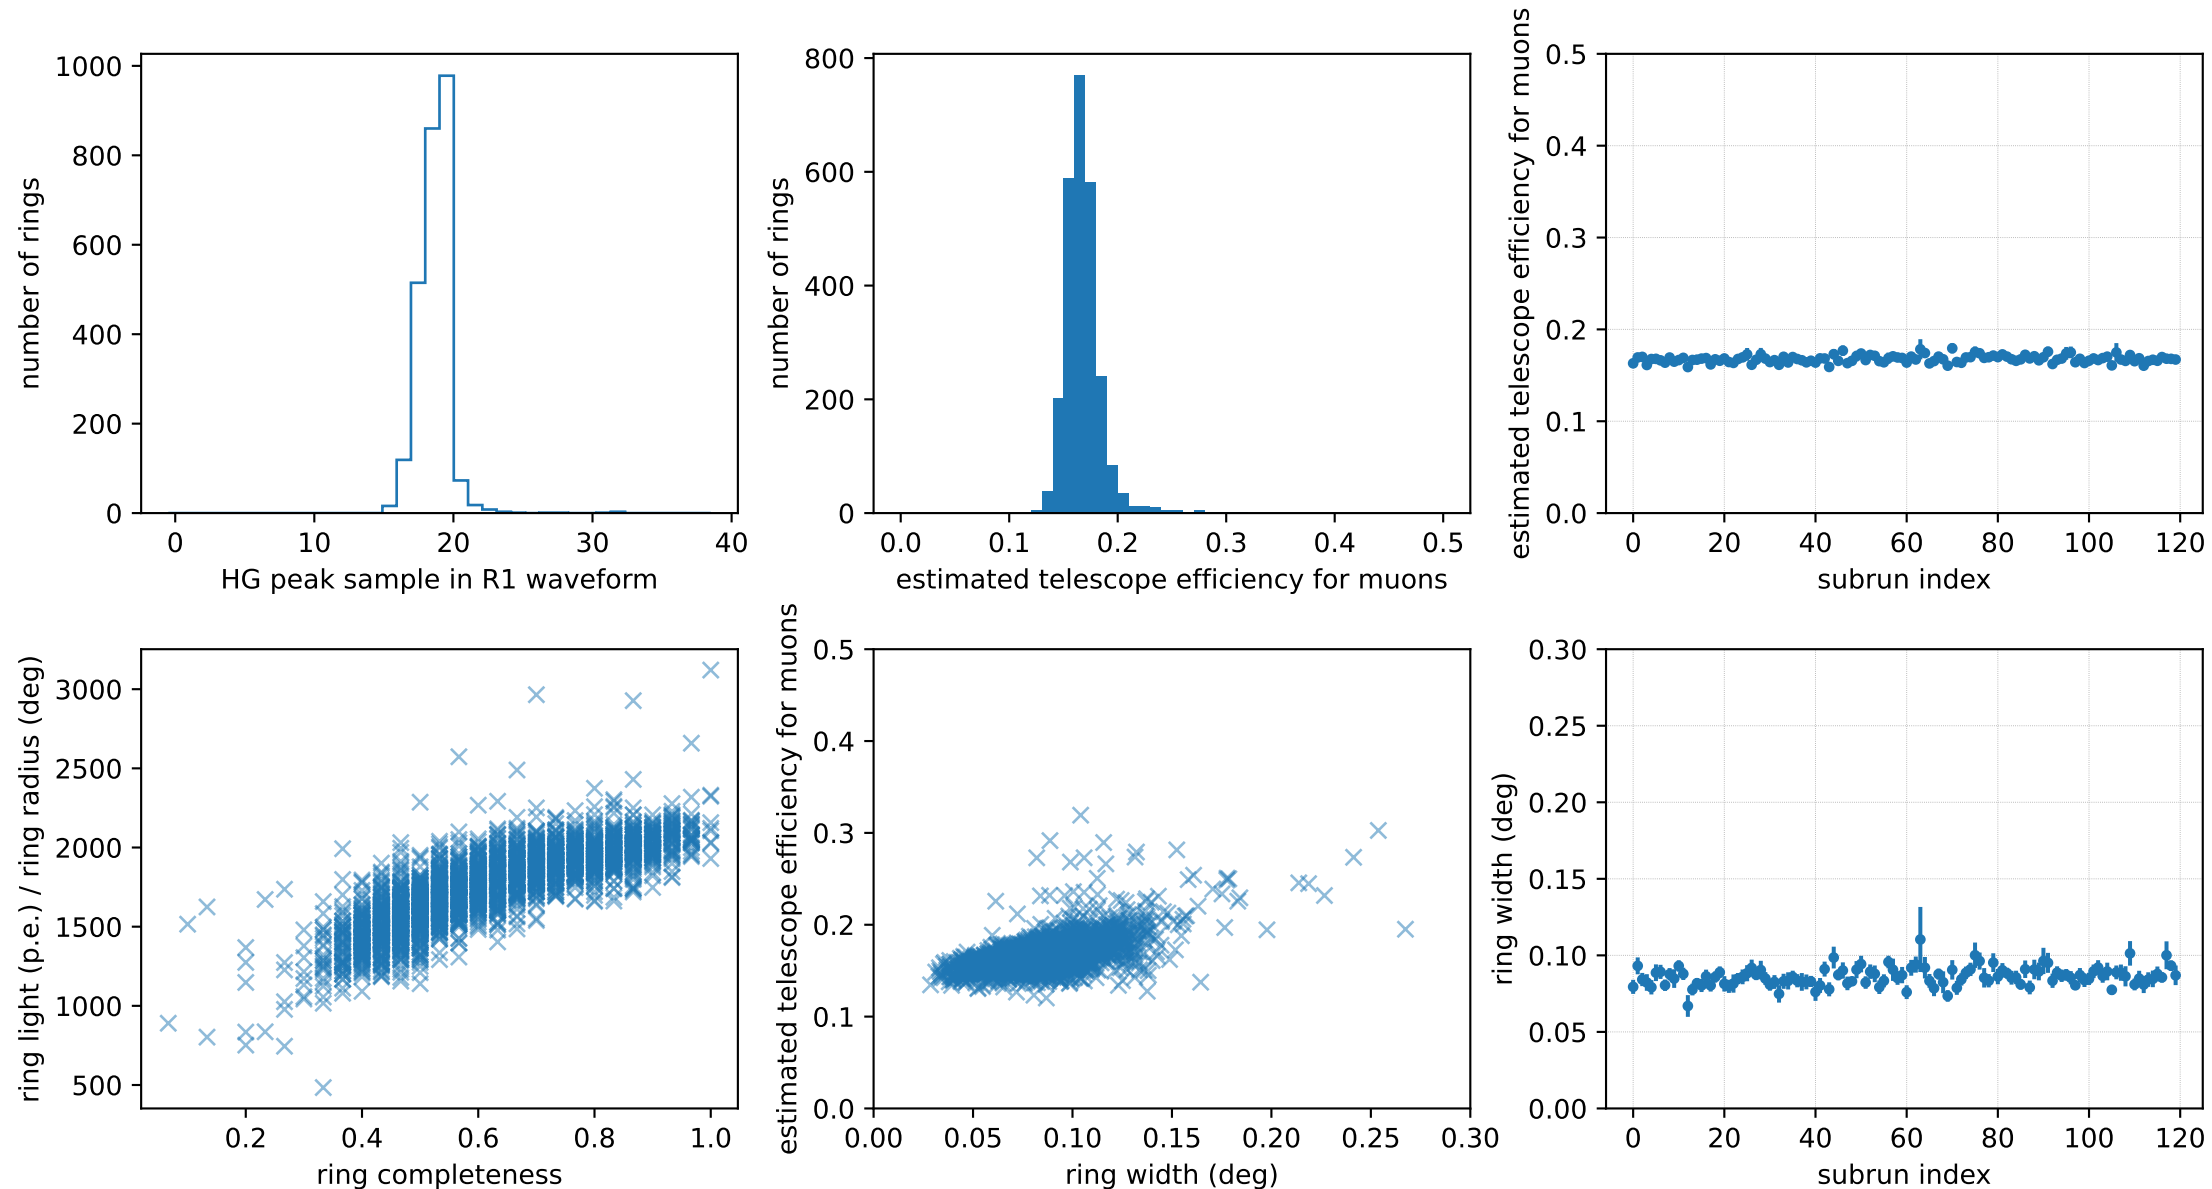 number of rings
1000
800
600
400
200
0
0 10 20 30 40
HG peak sample in R1 waveform
number of rings
800
600
400
200
0
0.0 0.1 0.2 0.3 0.4 0.5
estimated telescope efficiency for muons
estimated telescope efficiency for muons
0.5
0.4
0.3
0.2
0.1
0.0
0 20 40 60 80 100 120
subrun index
ring light (p.e.) / ring radius (deg)
3000
2500
2000
1500
1000
500
0.2 0.4 0.6 0.8 1.0
ring completeness
estimated telescope efficiency for muons
0.5
0.4
0.3
0.2
0.1
0.0
0.00 0.05 0.10 0.15 0.20 0.25 0.30
ring width (deg)
ring width (deg)
0.30
0.25
0.20
0.15
0.10
0.05
0.00
0 20 40 60 80 100 120
subrun index